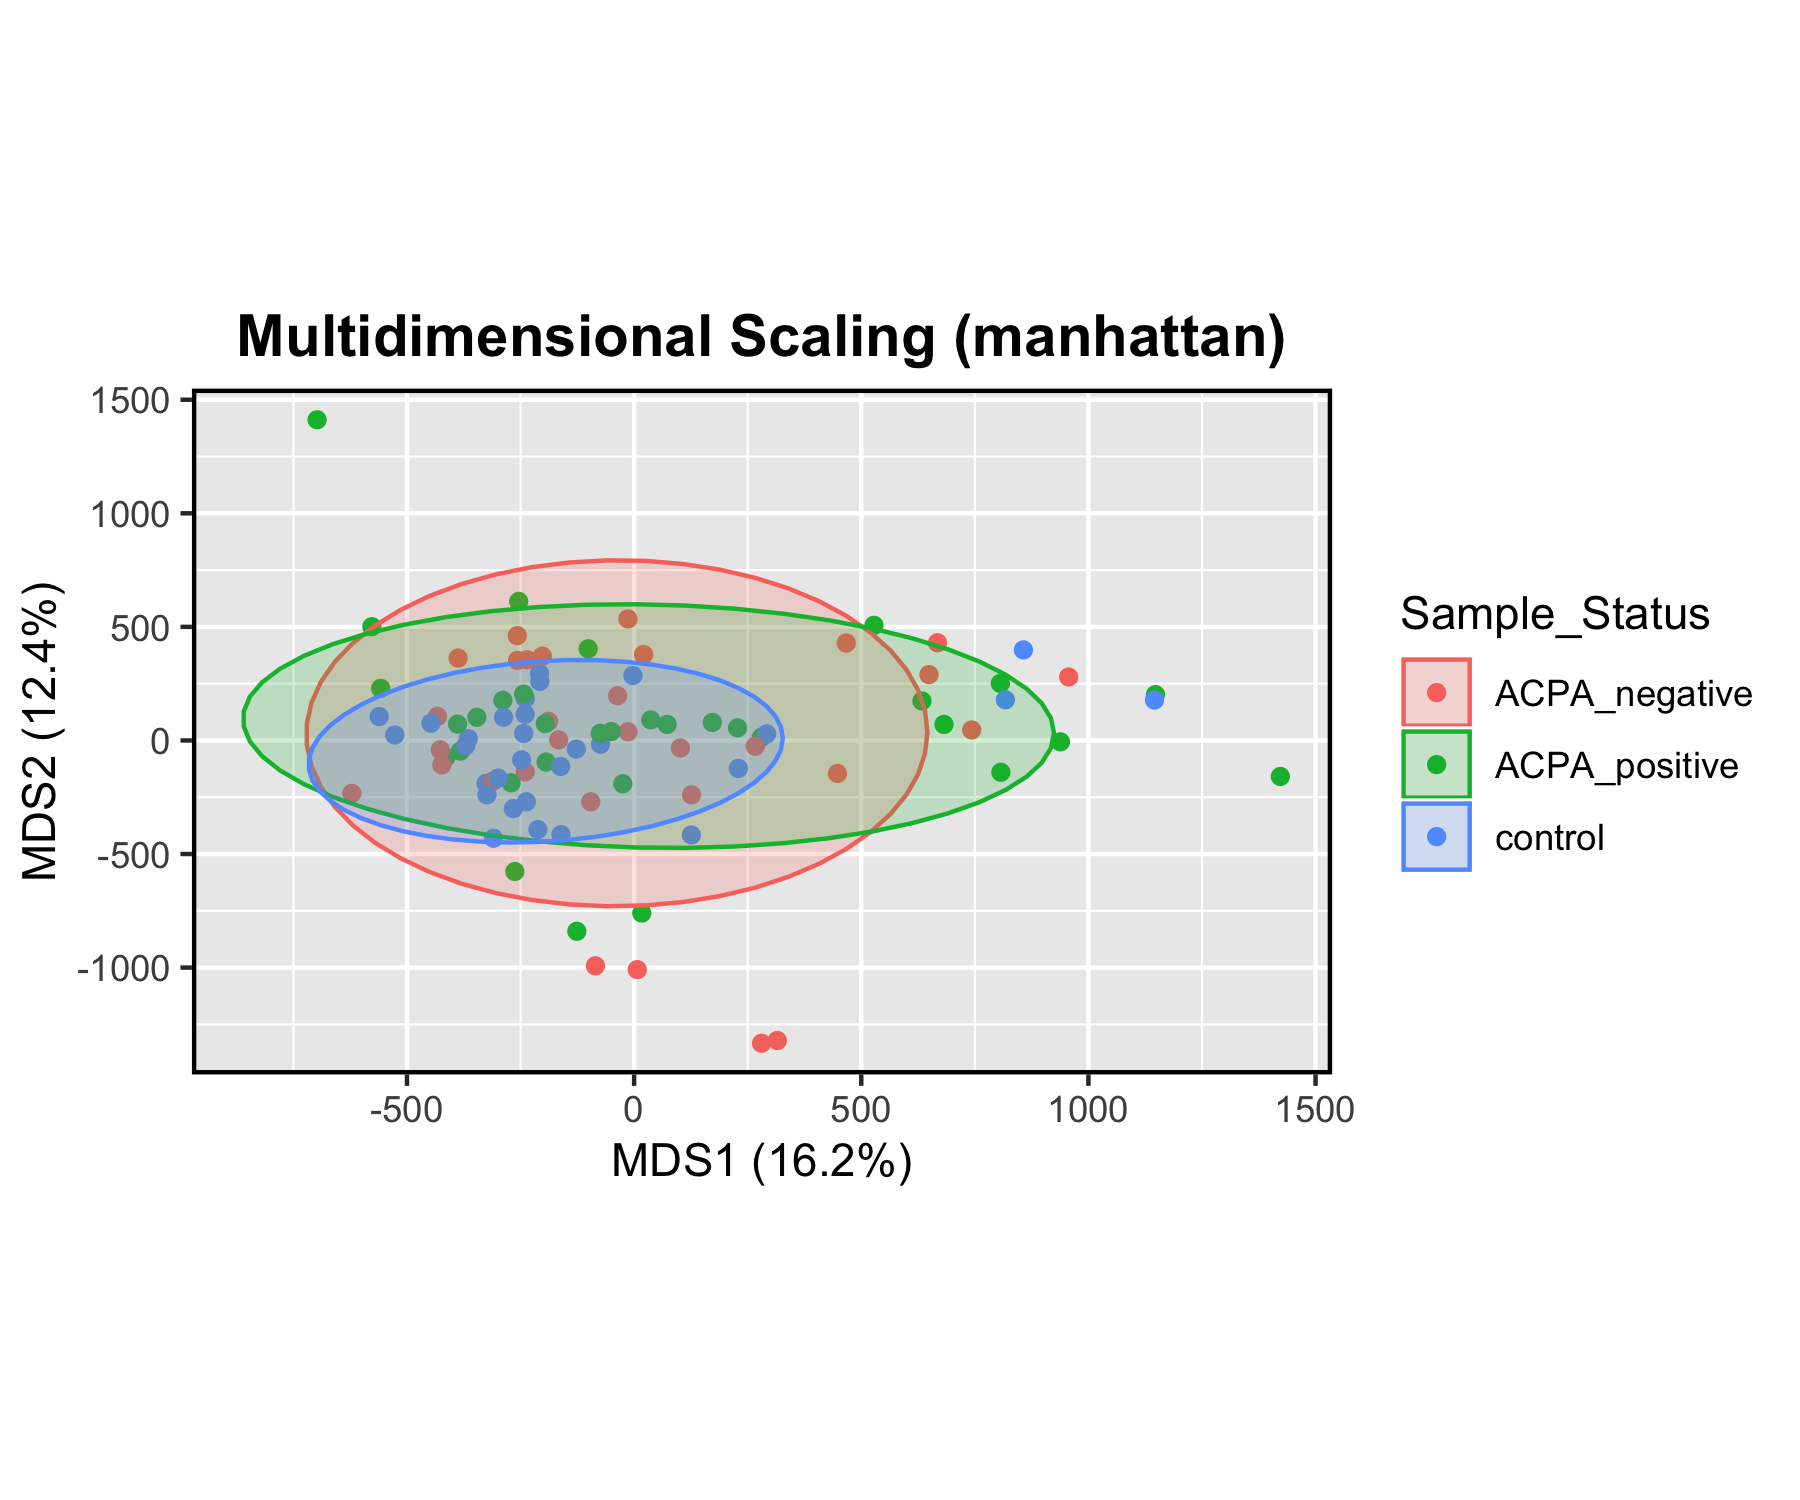 Multidimensional Scaling (manhattan)
1500
1000
500
0
-500
-1000
MDS2 (12.4%)
-500
0
500
1000
1500
MDS1 (16.2%)
Sample_Status
ACPA_negative
ACPA_positive
control